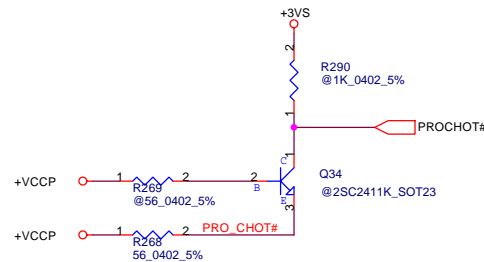 +3VS
2
R290
@1K_0402_5%
1
PROCHOT#
1
C
Q34
+VCCP
1
2
2
B
R269
@56_0402_5%
@2SC2411K_SOT23
E
3
PRO_CHOT#
+VCCP
1
2
R268
56_0402_5%